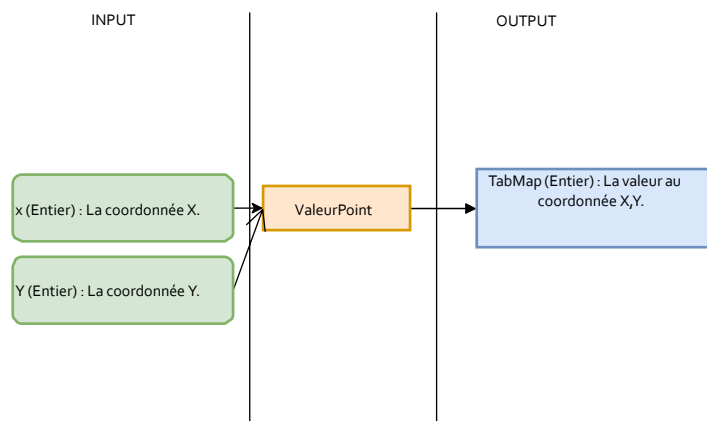 INPUT
OUTPUT
x (Entier) : La coordonnée X.
ValeurPoint
TabMap (Entier) : La valeur au
coordonnée X,Y.
Y (Entier) : La coordonnée Y.